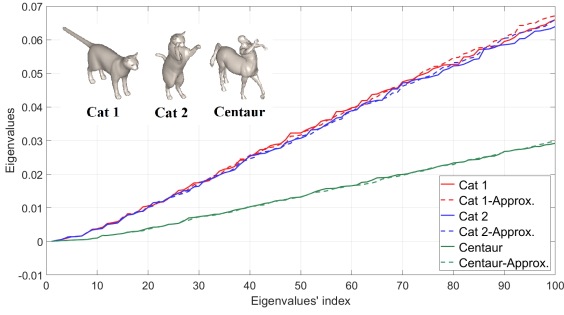 0.07
0.06
0.05
0.04
0.03
0.02
0.01
0
-0.01
Eigenvalues
Cat 1 Cat 2 Centaur
Cat 1
Cat 1-Approx.
Cat 2
Cat 2-Approx.
Centaur
Centaur-Approx.
0 10 20 30 40 50 60 70 80 90 100
Eigenvalues' index